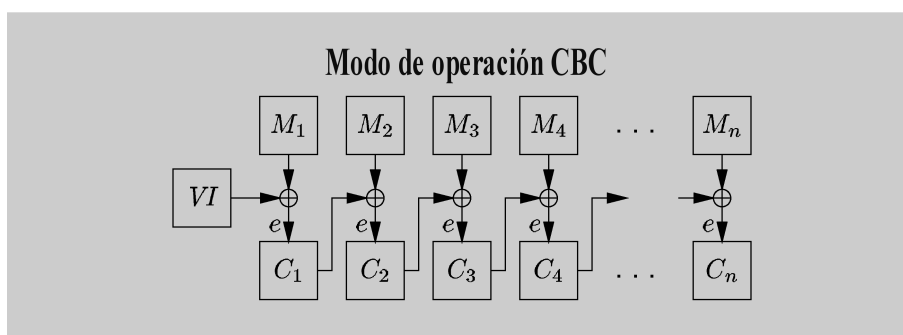 Modo de operación CBC
M1 M2 M3 M4 . . . Mn
VI
e e e e e
C1 C2 C3 C4 . . . Cn